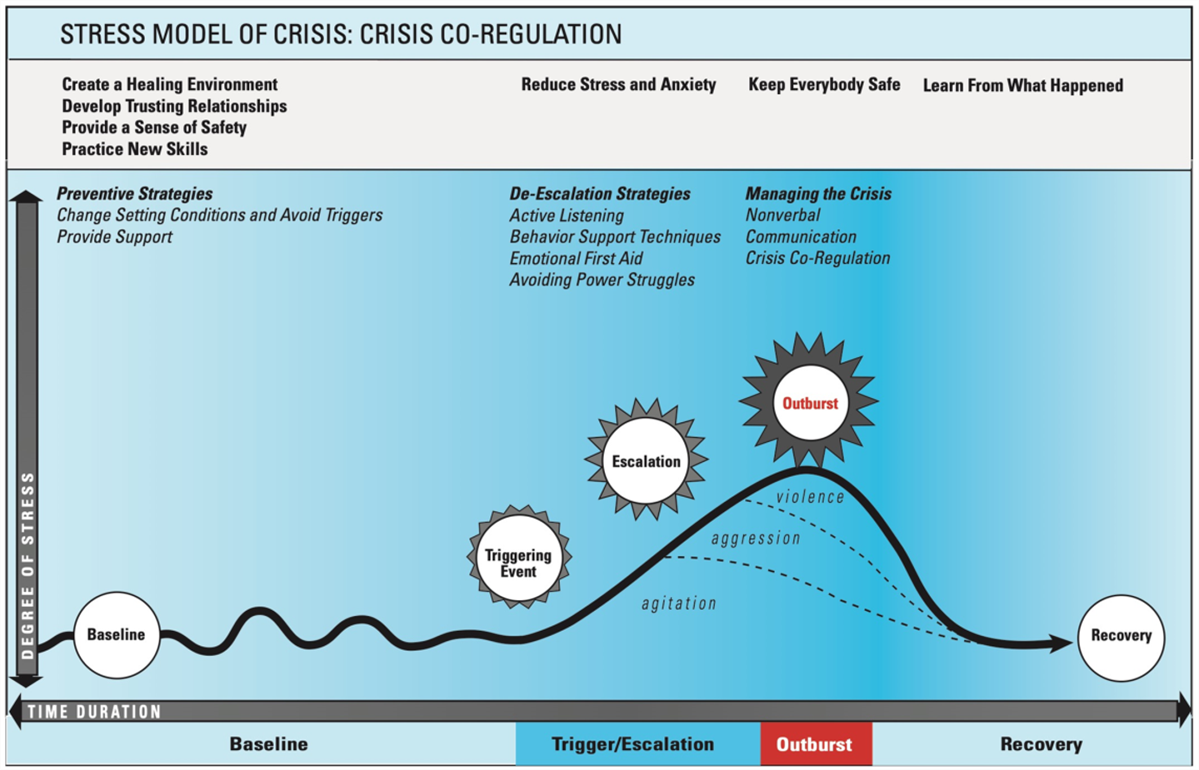 STRESS MODEL OF CRISIS: CRISIS CO-REGULATION
Create a Healing Environment
Develop Trusting Relationships
Provide a Sense of Safety
Practice New Skills
Reduce Stress and Anxiety
Keep Everybody Safe
Learn From What Happened
Preventive Strategies
Change Setting Conditions and Avoid Triggers
Provide Support
De-Escalation Strategies
Active Listening
Behavior Support Techniques
Emotional First Aid
Avoiding Power Struggles
Managing the Crisis
Nonverbal
Communication
Crisis Co-Regulation
DEGREE OF STRESS
Baseline
Triggering
Event
Escalation
Outburst
violence
aggression
agitation
Recovery
TIME DURATION
Baseline
Trigger/Escalation
Outburst
Recovery